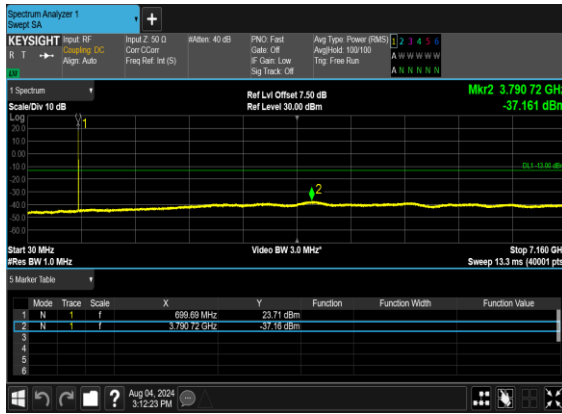 Spectrum Analyzer 1
Swept SA
+
KEYSIGHT Input: RF Input Z: 50 Ω #Atten: 40 dB PNO: Fast Avg Type: Power (RMS) 1 2 3 4 5 6
R T Coupling: DC Corr CCorr Gate: Off Avg|Hold: 100/100 A W W W W W
Align: Auto Freq Ref: Int (S) IF Gain: Low Trig: Free Run
Sig Track: Off A N N N N N
1 Spectrum
Scale/Div 10 dB
Ref Lvl Offset 7.50 dB
Ref Level 30.00 dBm
Mkr2 3.790 72 GHz
-37.161 dBm
Log
20.0
10.0
0.00
-10.0
-20.0
-30.0
-40.0
-50.0
-60.0
1
2
DL1 -13.00 dB
Start 30 MHz Video BW 3.0 MHz* Stop 7.160 GH
#Res BW 1.0 MHz Sweep 13.3 ms (40001 pts
5 Marker Table
Mode Trace Scale X Y Function Function Width Function Value
1 N 1 f 699.69 MHz 23.71 dBm
2 N 1 f 3.790 72 GHz -37.16 dBm
3
4
5
6
? Aug 04, 2024
3:12:23 PM